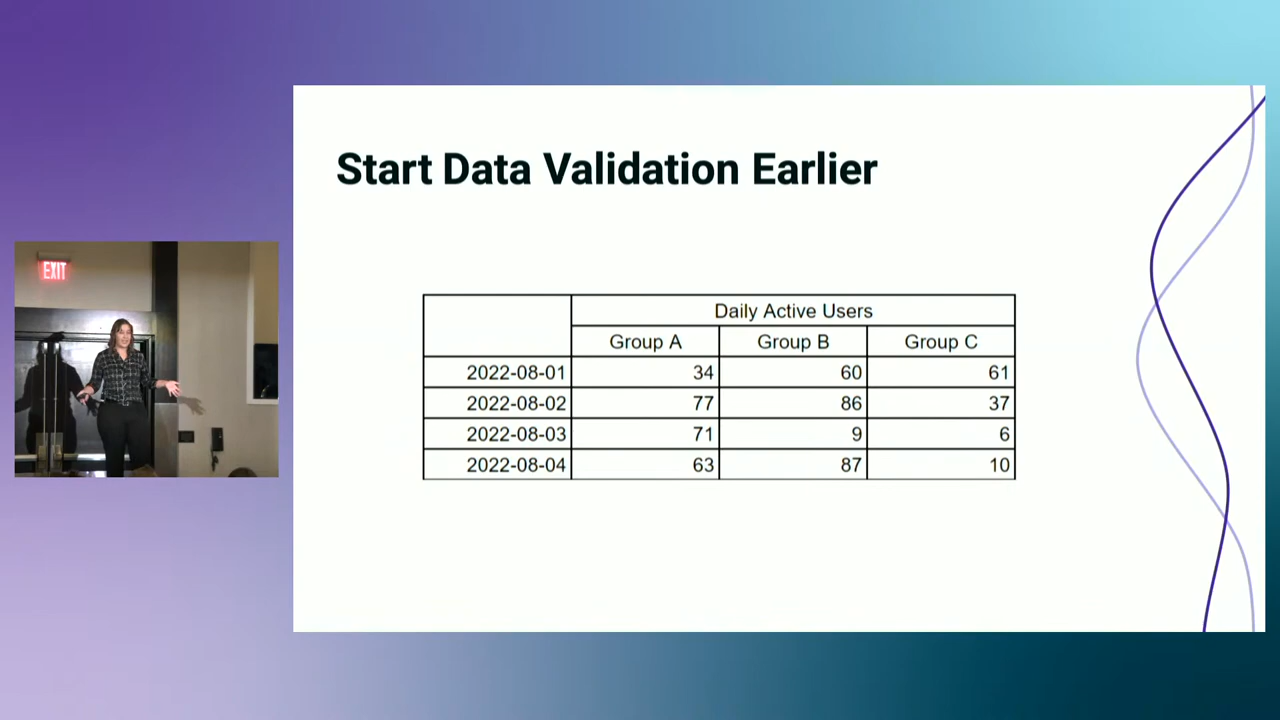 Start Data Validation Earlier
EXIT
Daily Active Users
Group A Group B Group C
2022-08-01 34 60 61
2022-08-02 77 86 37
2022-08-03 71 9 6
2022-08-04 63 87 10